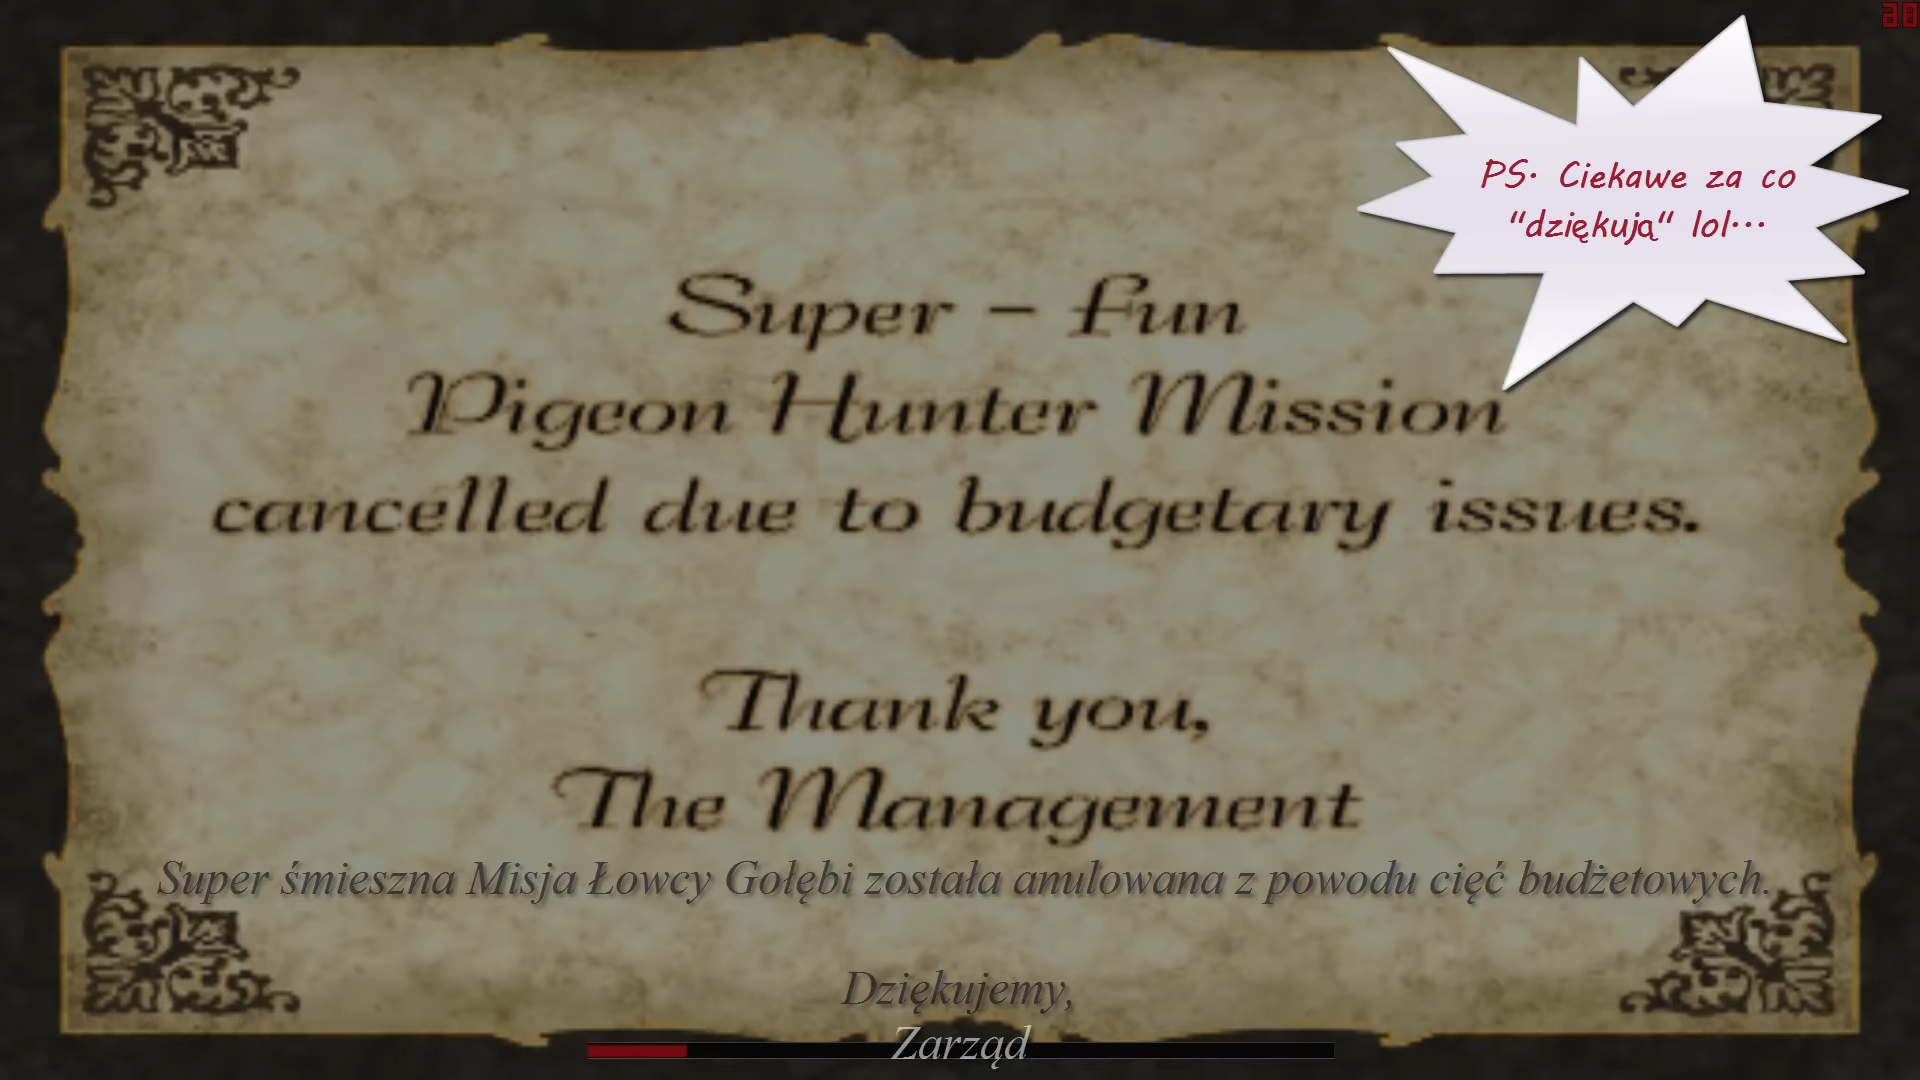 30
PS. Ciekawe za co
"dziękują" lol...
Super - Fun
Pigeon Hunter Mission
cancelled due to budgetary issues.
Thank you,
The Management
Super śmieszna Misja Łowcy Gołębi została anulowana z powodu cięć budżetowych.
Dziękujemy,
Zarząd